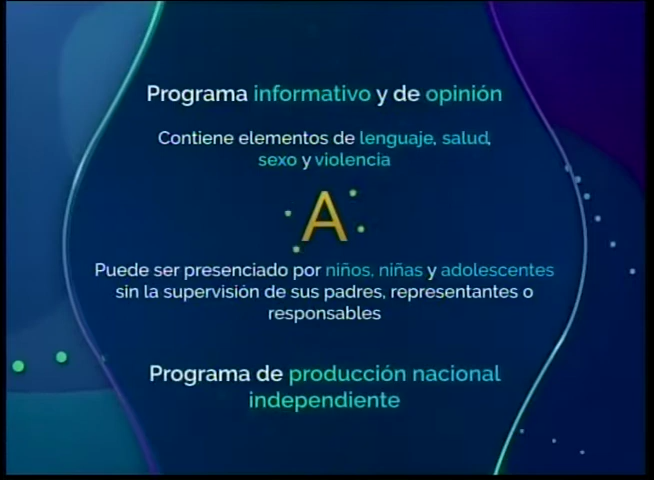 Programa informativo y de opinión
Contiene elementos de lenguaje, salud,
sexo y violencia
A
Puede ser presenciado por niños, niñas y adolescentes
sin la supervisión de sus padres, representantes o
responsables
Programa de producción nacional
independiente